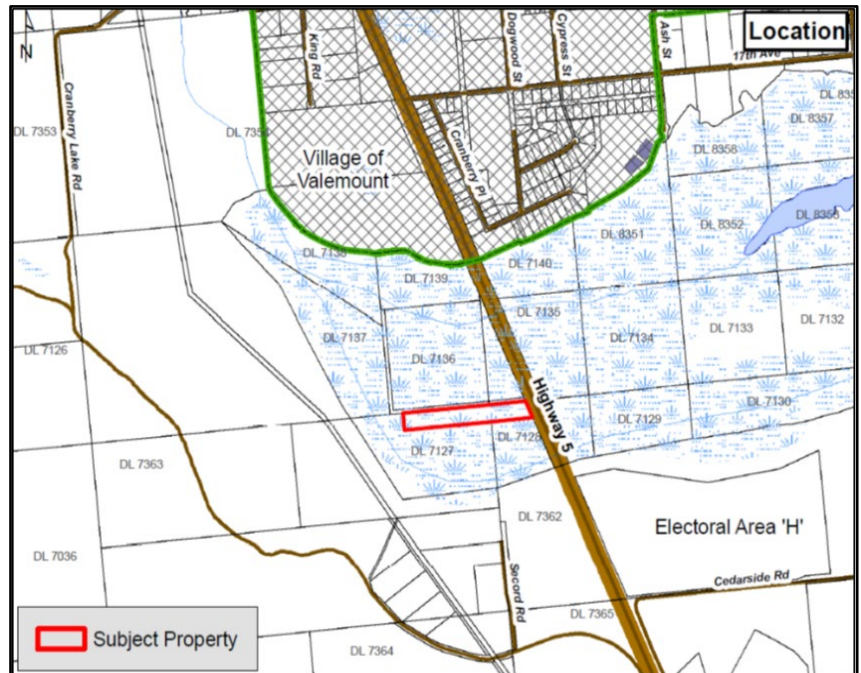 Location
N
King Rd
Dogwood St
Cypress St
Ash St
17th Ave
Cranberry Lake Rd
DL 7353
DL 7354
Village of
Valemount
Cranberry Pl
DL 8357
DL 8358
DL 8351
DL 8352
DL 7138
DL 7139
DL 7140
DL 7137
DL 7136
DL 7135
DL 7134
DL 7133
DL 7132
DL 7126
Highway 5
DL 7130
DL 7129
DL 7128
DL 7127
DL 7363
DL 7362
Electoral Area 'H'
DL 7036
Secord Rd
Cedarside Rd
DL 7365
DL 7364
Subject Property